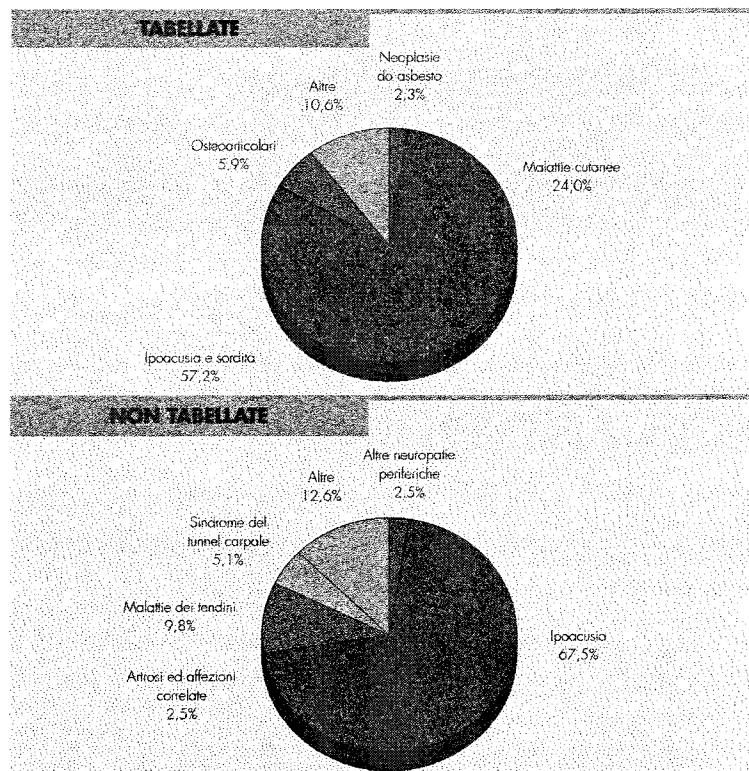 TABELLATE
Neoplasie
do asbesto
2,3%
Altre
10,6%
Osteoarticolari
5,9%
Malattie cutanee
24,0%
Ipoacusia e sordità
57,2%
NON TABELLATE
Altre neuropatie
periferiche
2,5%
Altre
12,6%
Sindrome del
tunnel carpale
5,1%
Malattie dei tendini
9,8%
Ipoacusia
67,5%
Artrosi ed affezioni
correlate
2,5%